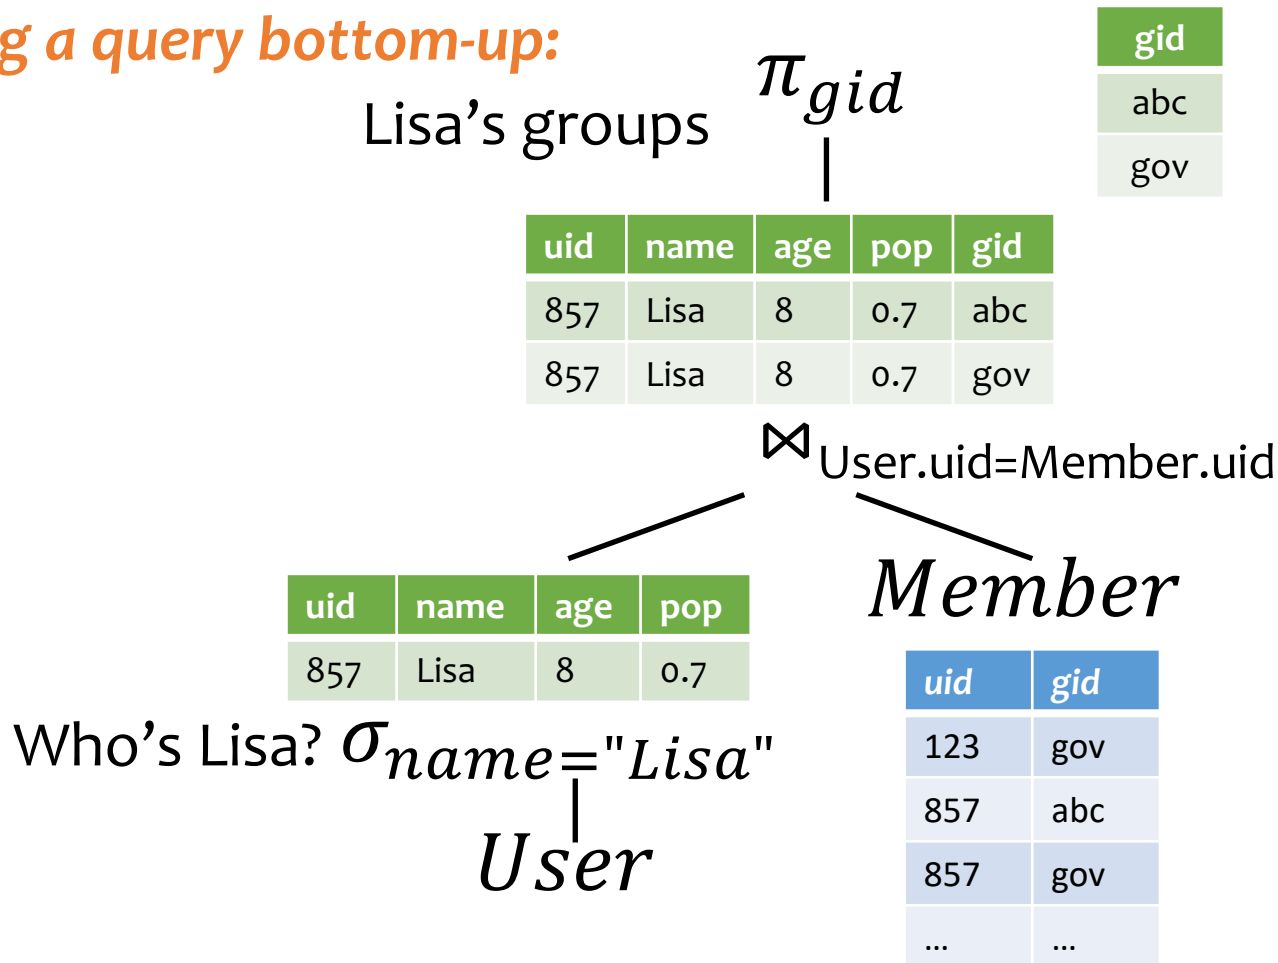 g a query bottom-up:
Lisa's groups π gid
gid
abc
gov
uid name age pop gid
857 Lisa 8 0.7 abc
857 Lisa 8 0.7 gov
⋈ User.uid=Member.uid
uid name age pop
857 Lisa 8 0.7
Who's Lisa? σ name="Lisa"
User
Member
uid gid
123 gov
857 abc
857 gov
... ...